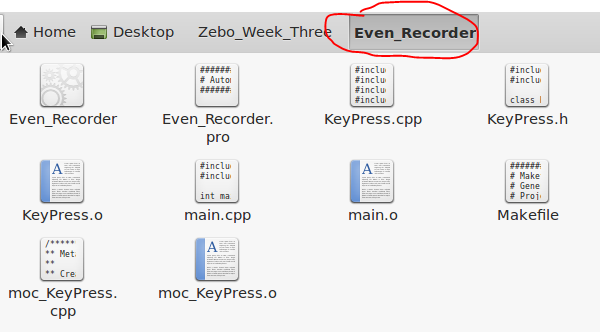 Home Desktop Zebo_Week_Three Even_Recorder
Even_Recorder
Even_Recorder.
pro
KeyPress.cpp
KeyPress.h
KeyPress.o
main.cpp
main.o
Makefile
moc_KeyPress.
cpp
moc_KeyPress.o